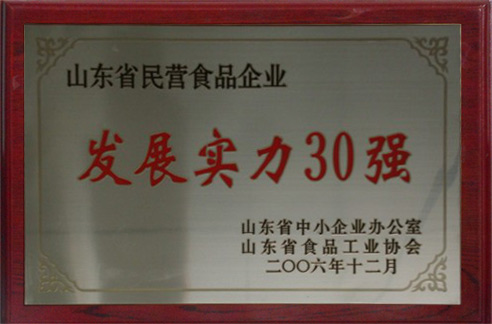 山东省民营食品企业
发展实力30强
山东省中小企业办公室
山东省食品工业协会
二〇〇六年十二月